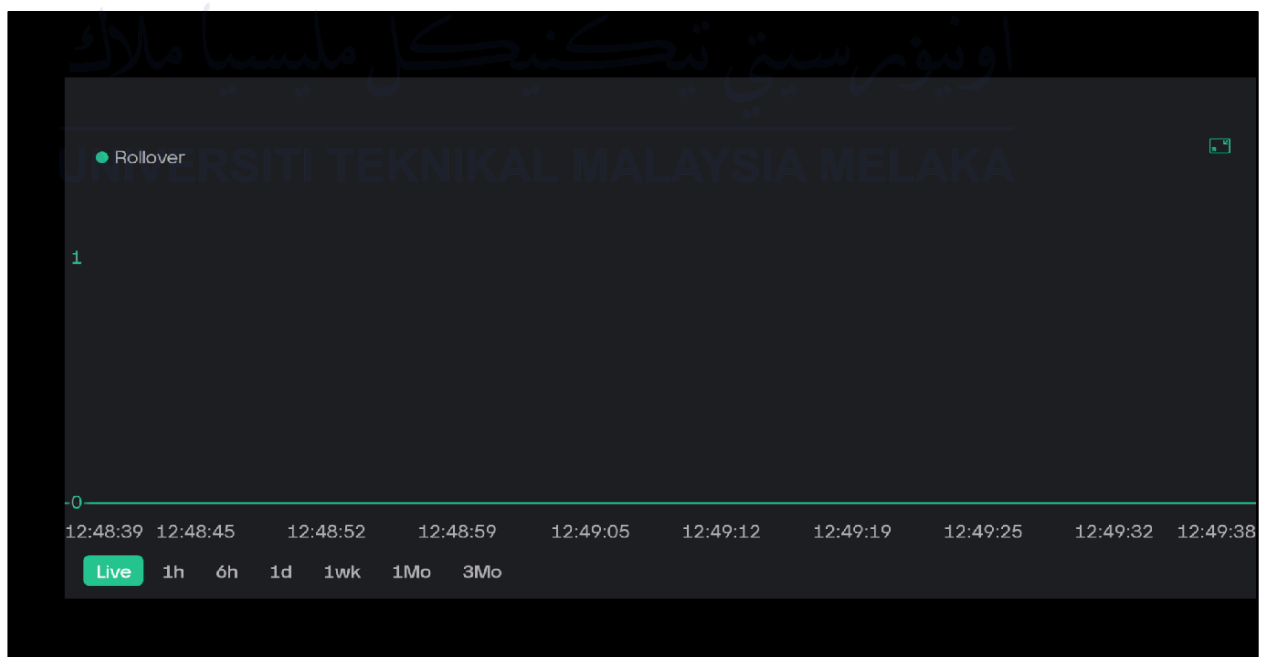 اونيۏرسيتي تيكنيكل مليسيا ملاك
UNIVERSITI TEKNIKAL MALAYSIA MELAKA
Rollover
1
0
12:48:39 12:48:45 12:48:52 12:48:59 12:49:05 12:49:12 12:49:19 12:49:25 12:49:32 12:49:38
Live 1h 6h 1d 1wk 1Mo 3Mo